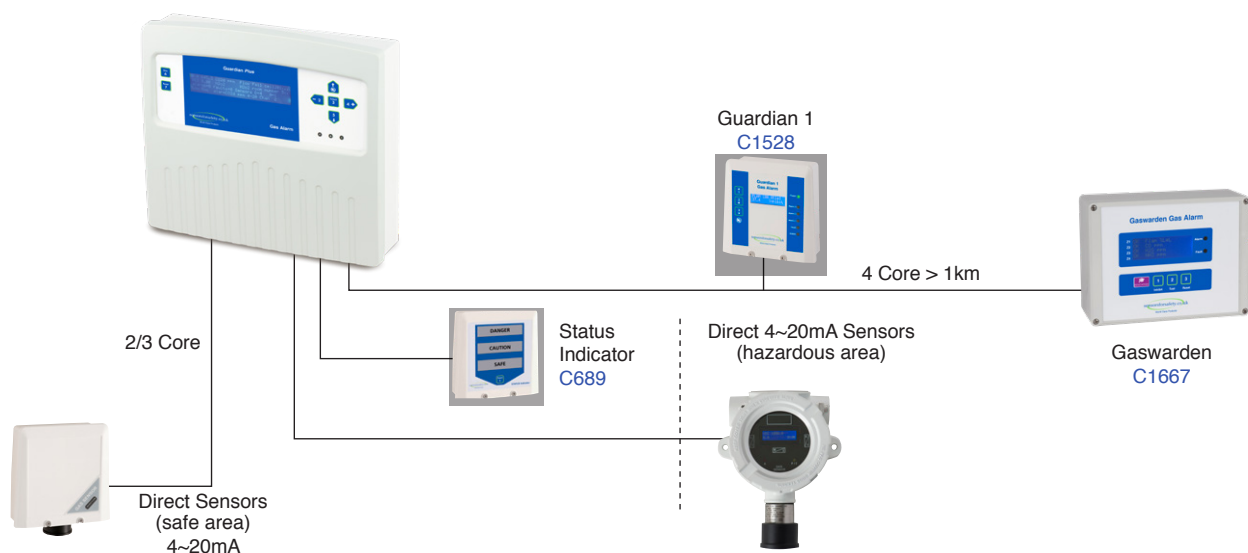 Guardian Plus
Gas Alarm
Guardian 1
C1528
Guardian 1
Gas Alarm
Gaswarden Gas Alarm
4 Core > 1km
2/3 Core
DANGER
CAUTION
SAFE
Status
Indicator
C689
Direct 4~20mA Sensors
(hazardous area)
Gaswarden
C1667
Direct Sensors
(safe area)
4~20mA